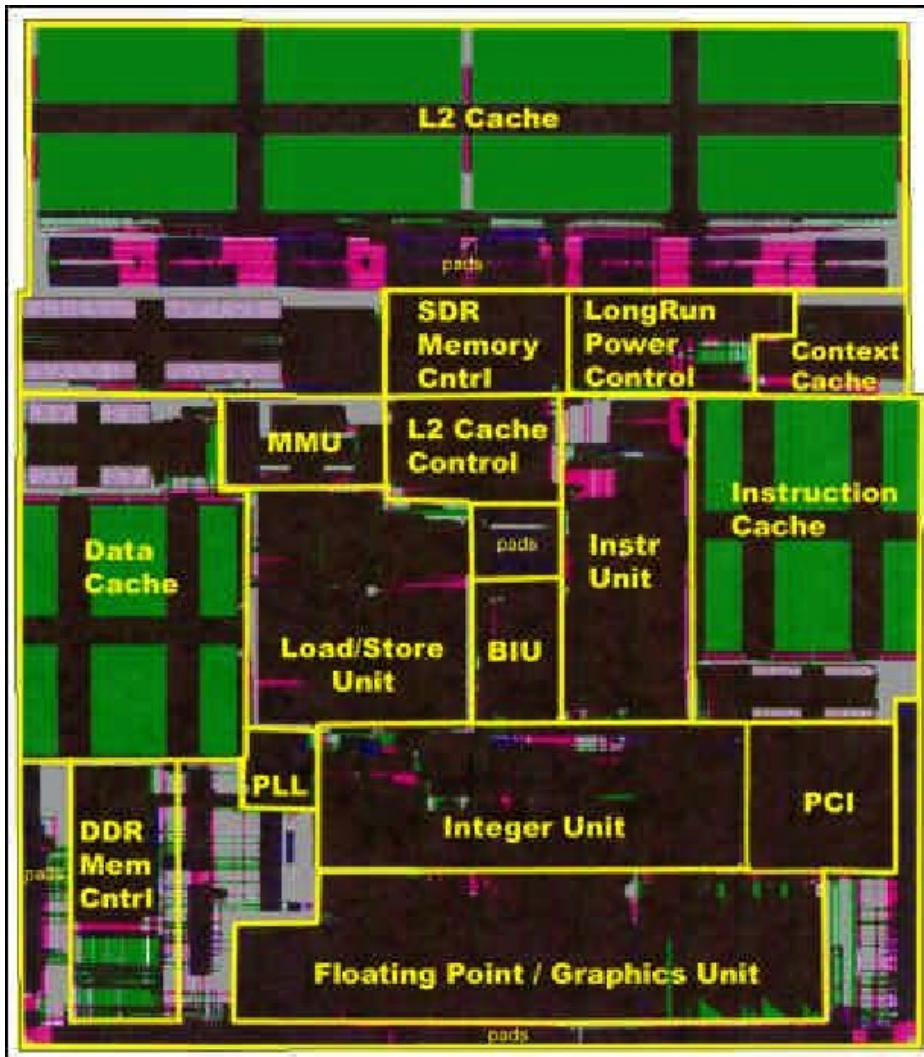 L2 Cache
pads
SDR
Memory
Cntrl
LongRun
Power
Control
Context
Cache
MMU
L2 Cache
Control
Instruction
Cache
Data
Cache
pads
Instr
Unit
Load/Store
Unit
BIU
PLL
Integer Unit
PCI
DDR
Mem
Cntrl
pads
Floating Point / Graphics Unit
pads